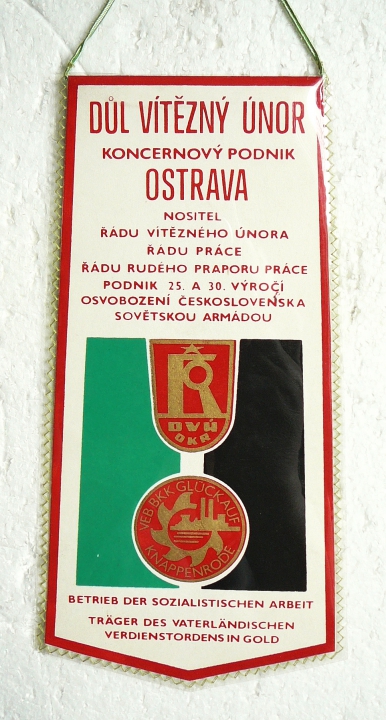 DŮL VÍTĚZNÝ ÚNOR
KONCERNOVÝ PODNIK
OSTRAVA
NOSITEL
ŘÁDU VÍTĚZNÉHO ÚNORA
ŘÁDU PRÁCE
ŘÁDU RUDÉHO PRAPORU PRÁCE
PODNIK 25. A 30. VÝROČÍ
OSVOBOZENÍ ČESKOSLOVENSKA
SOVĚTSKOU ARMÁDOU
DVÚ
OKR
VEB·BKK GLÜCKAUF
KNAPPENRODE
BETRIEB DER SOZIALISTISCHEN ARBEIT
TRÄGER DES VATERLÄNDISCHEN
VERDIENSTORDENS IN GOLD